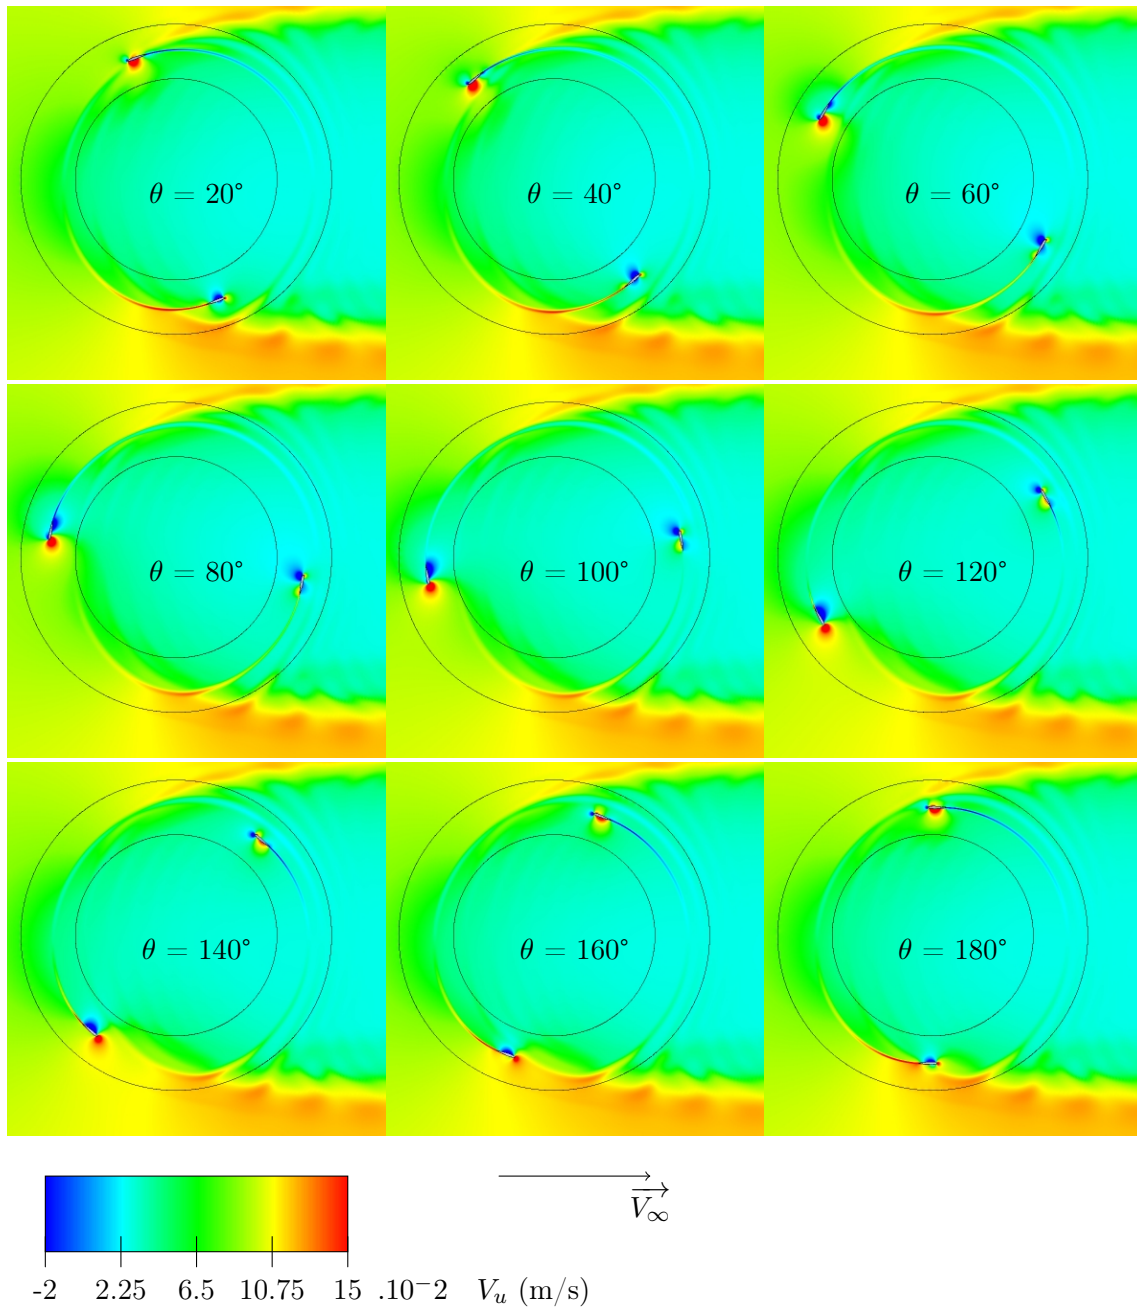 θ = 20°
θ = 40°
θ = 60°
θ = 80°
θ = 100°
θ = 120°
θ = 140°
θ = 160°
θ = 180°
V∞
-2 2.25 6.5 10.75 15 .10−2 Vu (m/s)